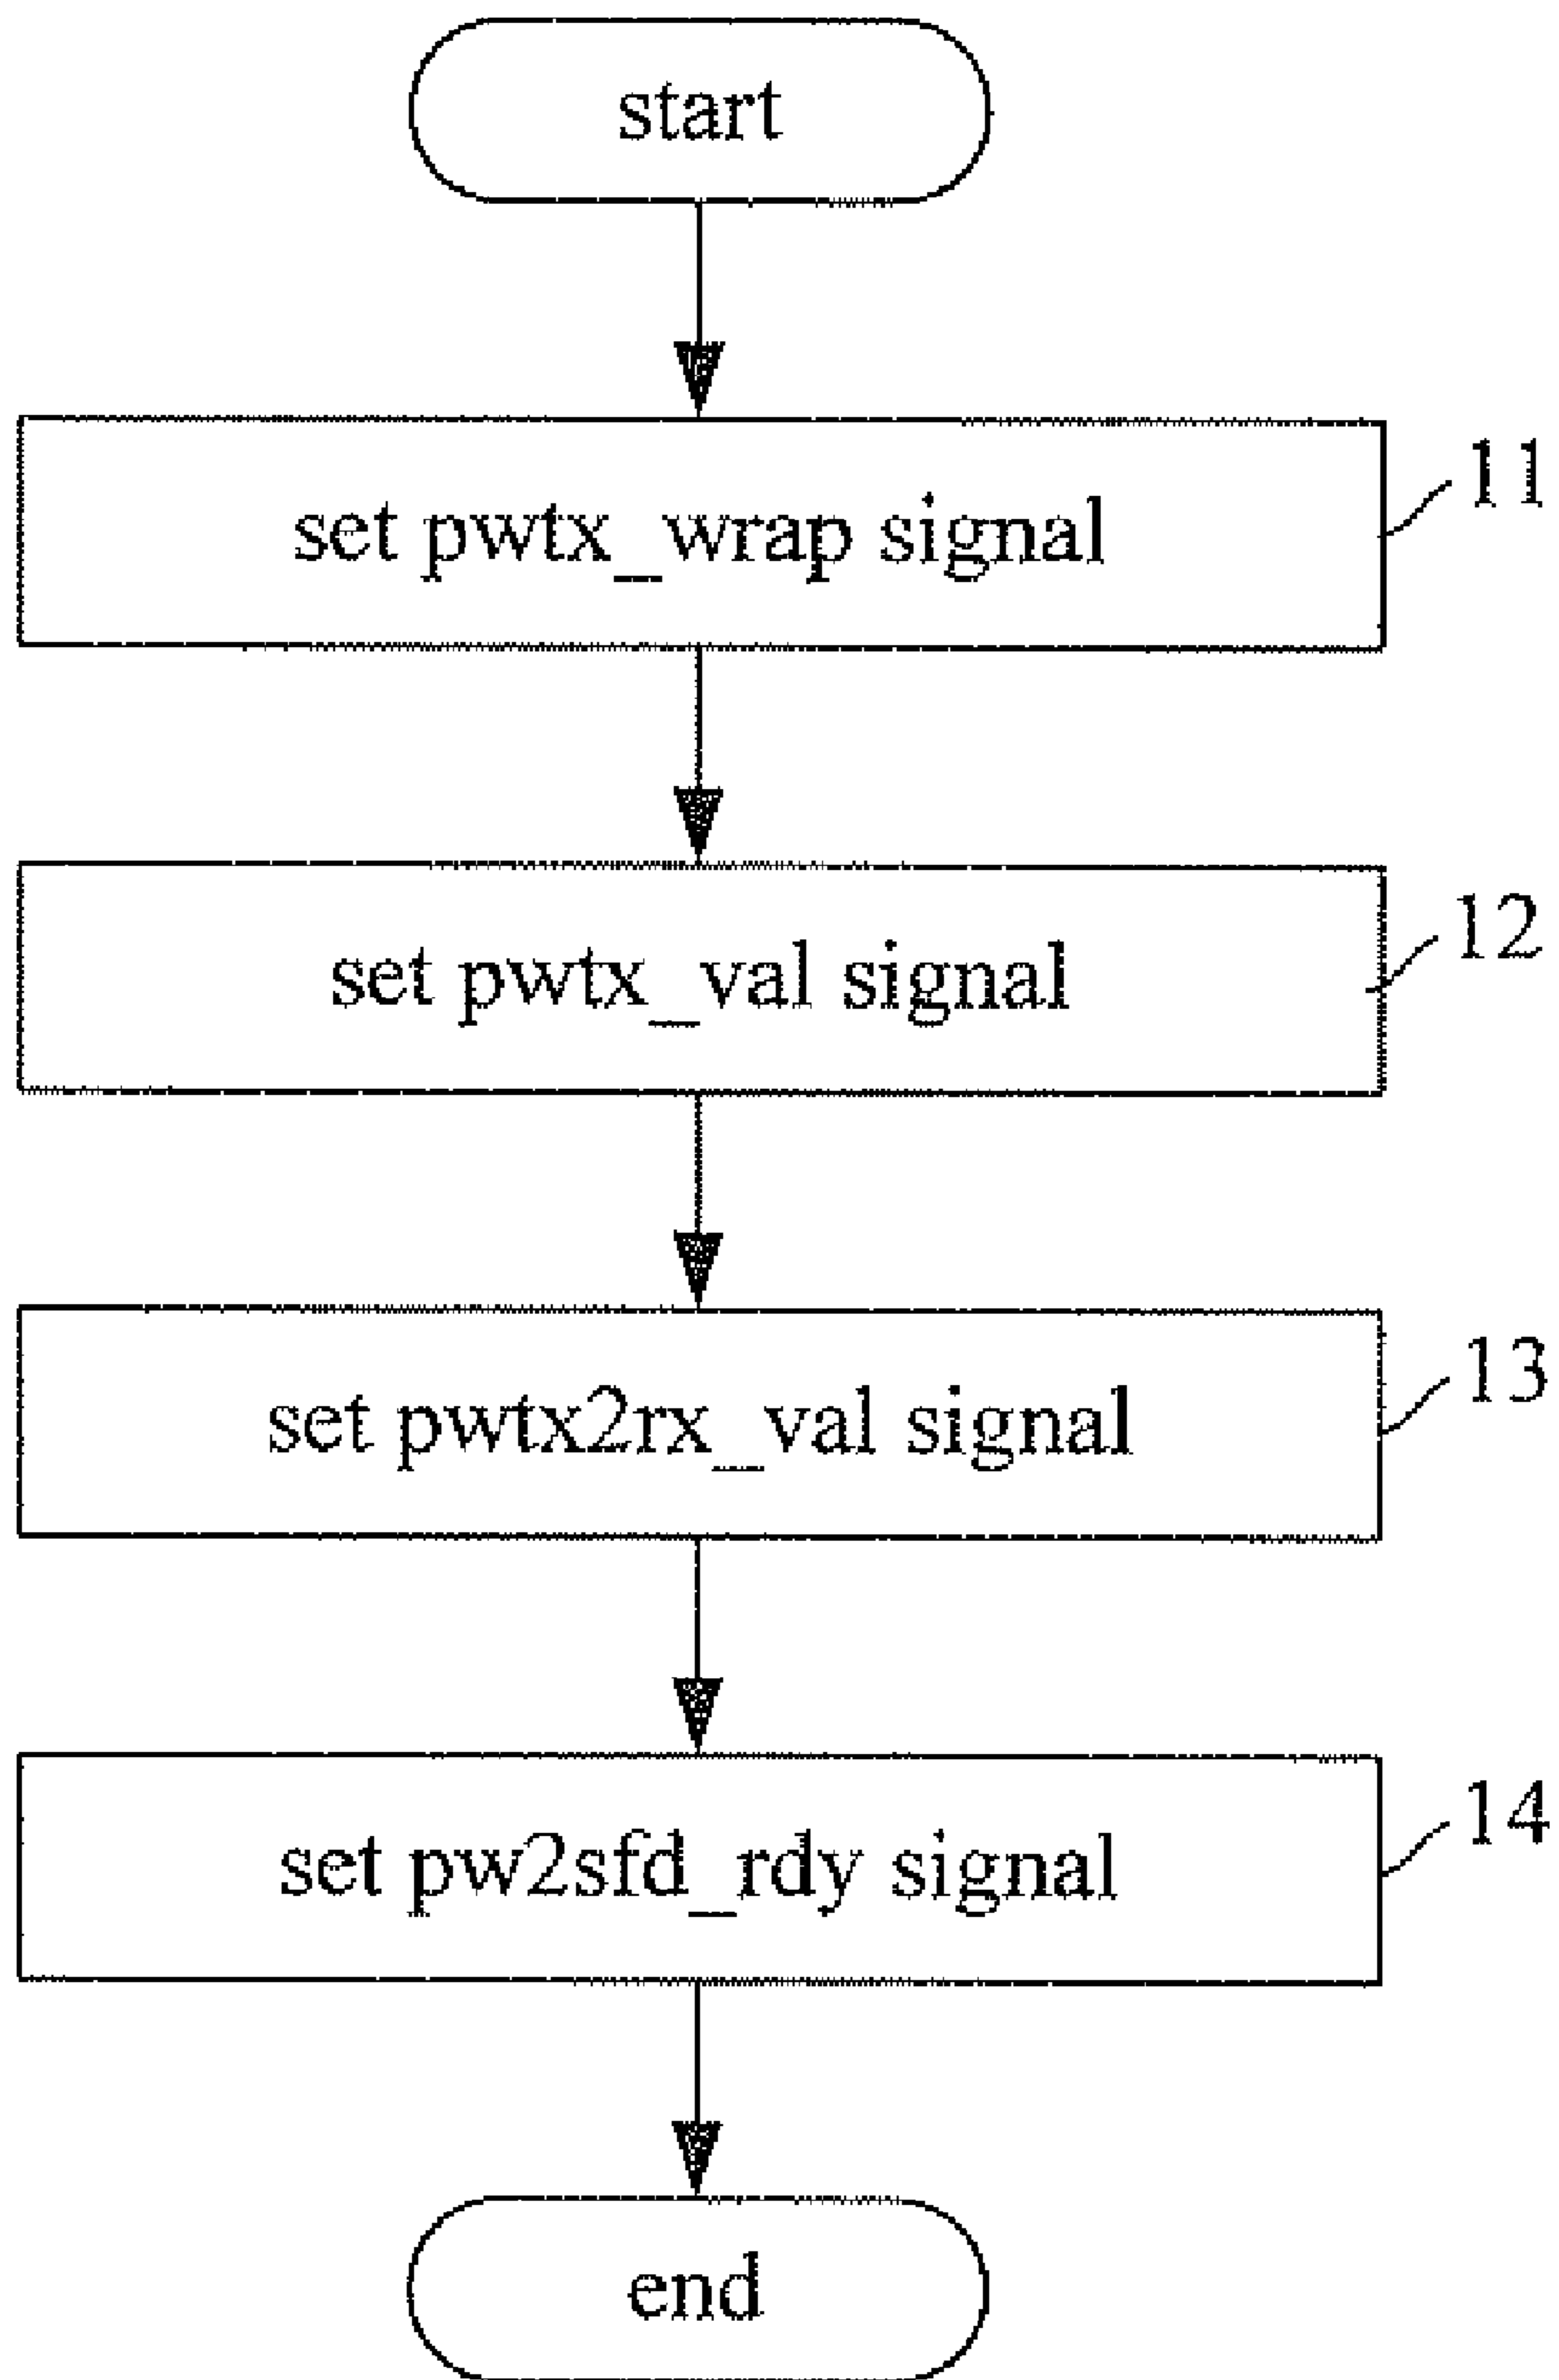 start
set pwtx_wrap signal
11
set pwtx_val signal
12
set pwtx2rx_val signal
13
set pw2sfd_rdy signal
14
end